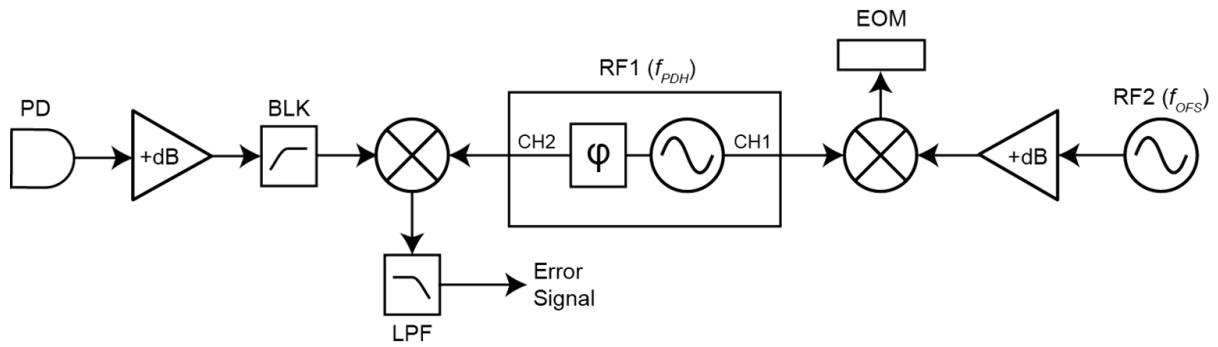 EOM
RF1 (fPDH)
RF2 (fOFS)
PD
BLK
+dB
CH2
φ
CH1
+dB
Error
Signal
LPF